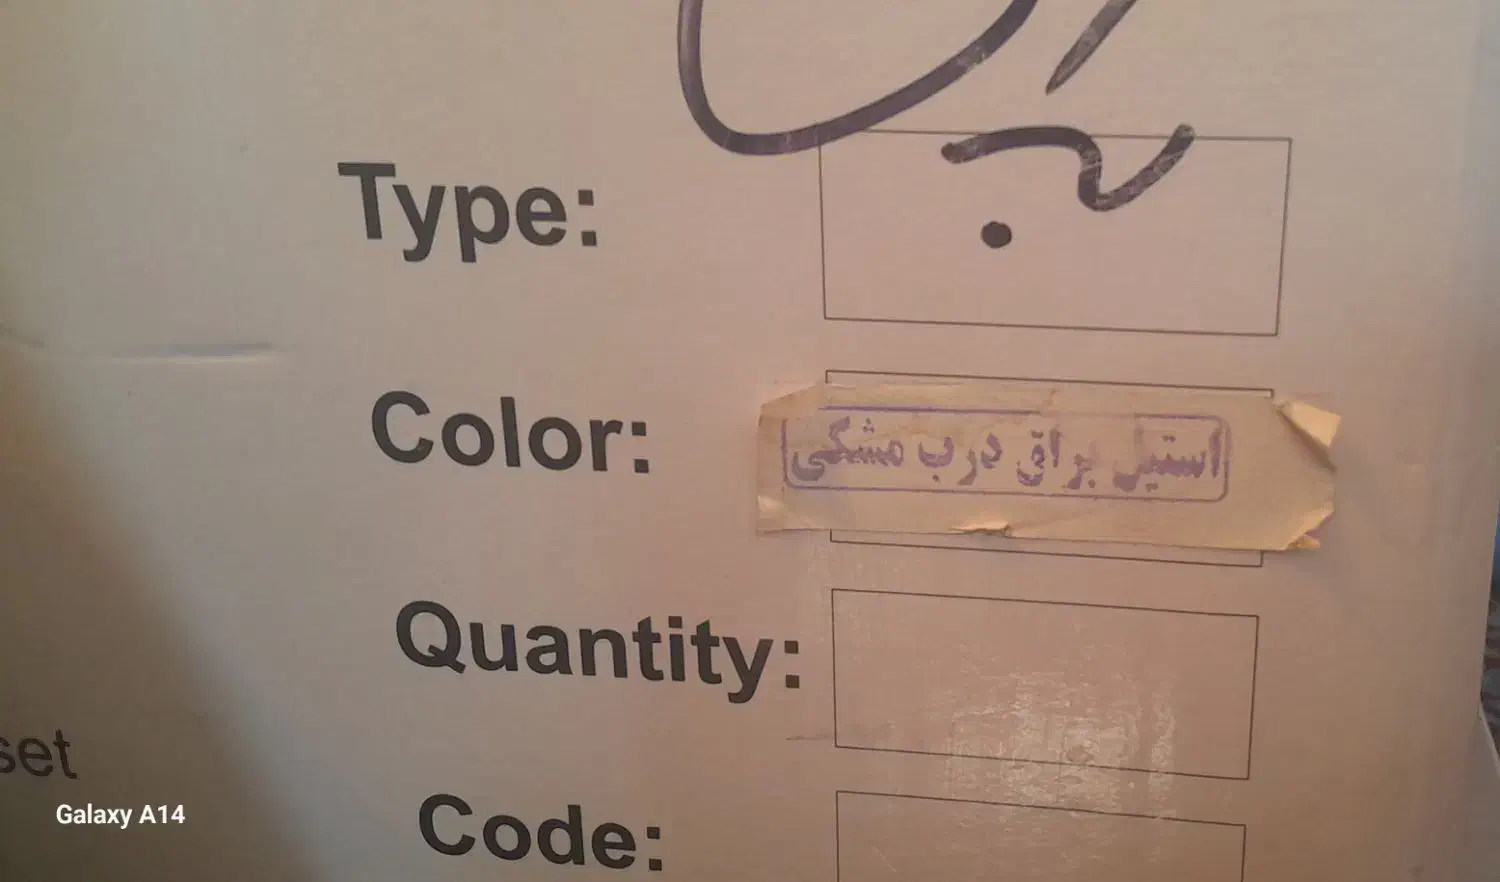 Type:
Color:
استیل براق درب مشکی
Quantity:
set
Code:
Galaxy A14